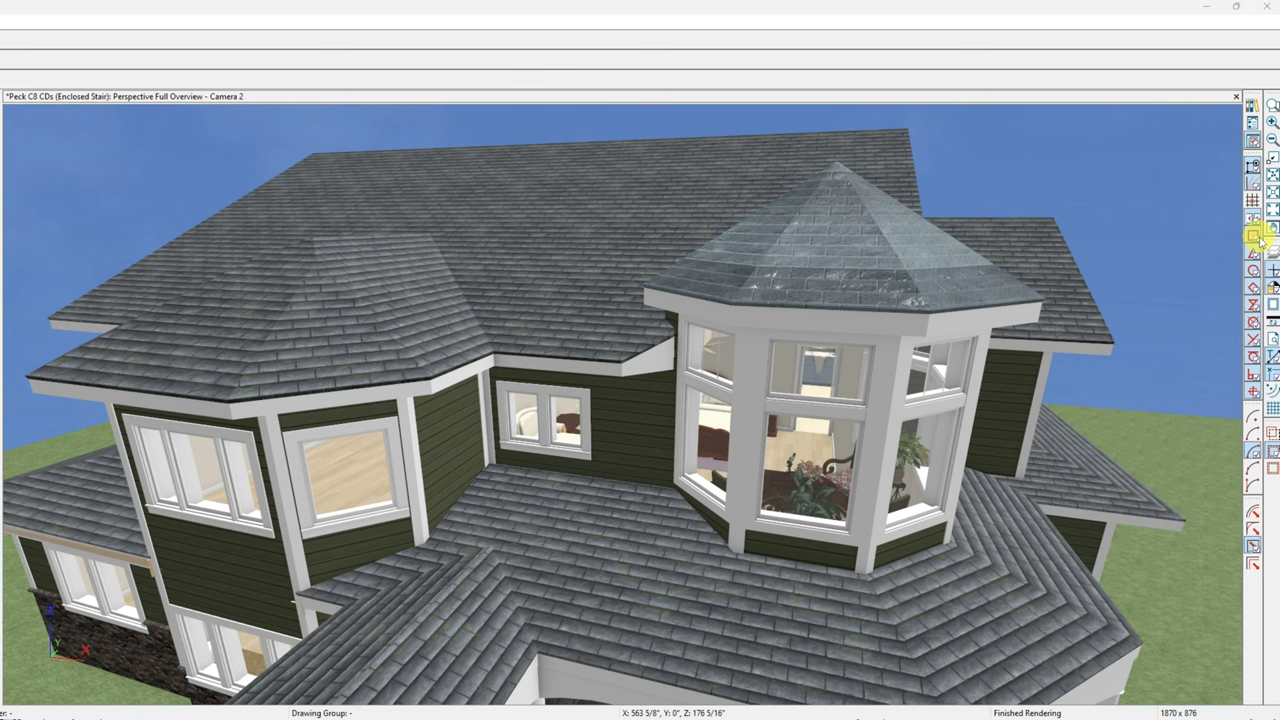 *Peck C8 CDs (Enclosed Stair): Perspective Full Overview - Camera 2
Z
Y
X
er: -
Drawing Group: -
X: 563 5/8", Y: 0", Z: 176 5/16"
Finished Rendering
1870 x 876